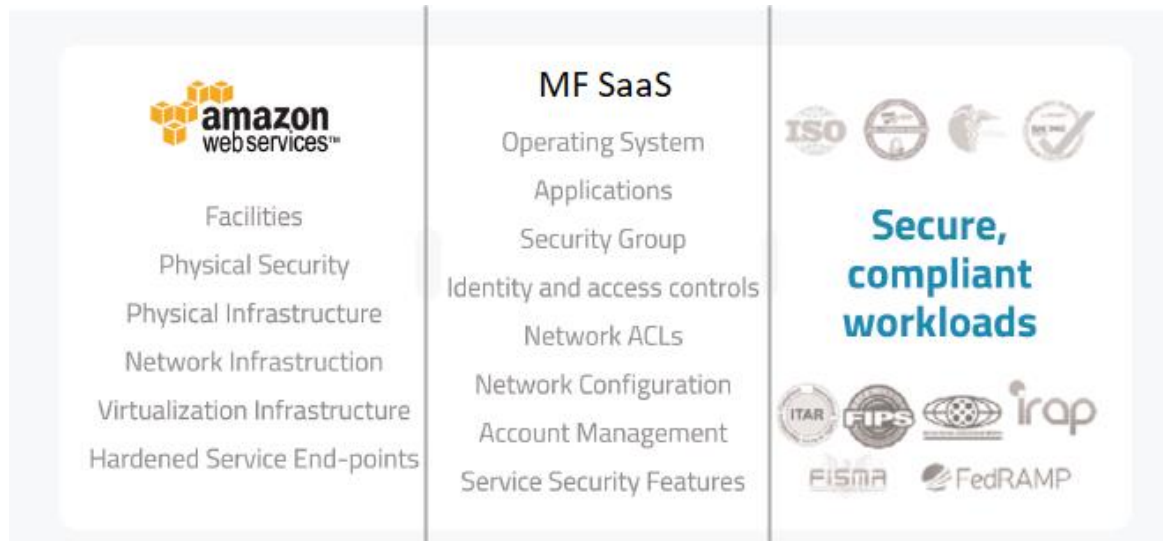 amazon
web services™
Facilities
Physical Security
Physical Infrastructure
Network Infrastruction
Virtualization Infrastructure
Hardened Service End-points
MF SaaS
Operating System
Applications
Security Group
Identity and access controls
Network ACLs
Network Configuration
Account Management
Service Security Features
ISO
Secure,
compliant
workloads
ITAR
FIPS
irap
FISMA
FedRAMP